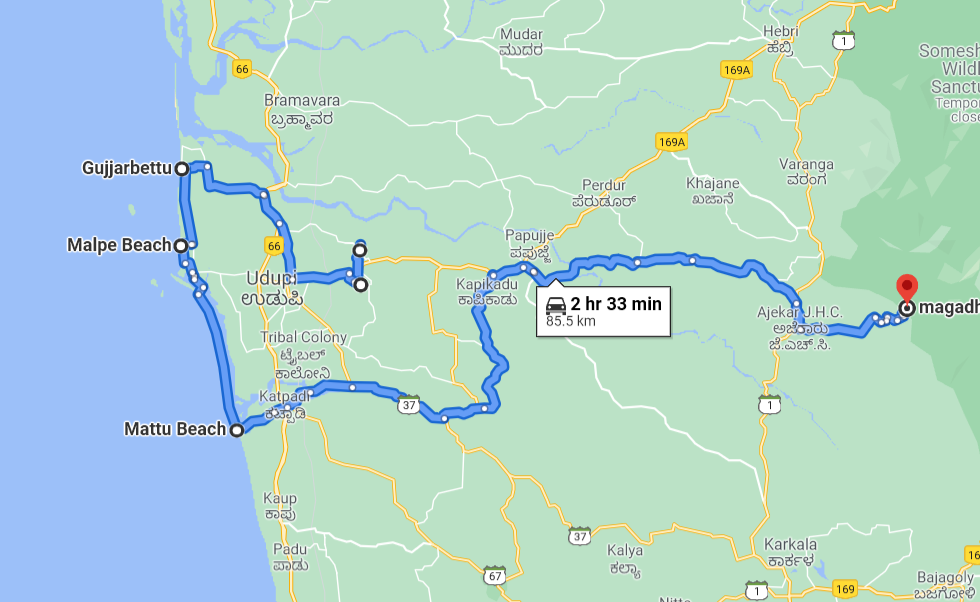 Mudar
ಮುದರ
Hebri
ಹೆಬ್ರಿ
1
66
169A
Somesh
Wildl
Sanctu
Tempor
close
Bramavara
ಬ್ರಹ್ಮಾವರ
169A
Gujjarbettu
Varanga
ವರಂಗ
Perdur
ಪೆರುಡೂರ್
Khajane
ಖಜಾನೆ
Malpe Beach
66
Papujje
ಪಪುಜ್ಜೆ
Udupi
ಉಡುಪಿ
Kapikadu
ಕಾಪಿಕಾಡು
2 hr 33 min
85.5 km
magadh
Ajekar J.H.C.
ಅಜೆಕಾರು
ಜೆ.ಎಚ್.ಸಿ.
Tribal Colony
ಟ್ರೈಬಲ್
ಕಾಲೋನಿ
Katpadi
ಕಟ್ಪಾಡಿ
37
1
Mattu Beach
Kaup
ಕಾಪು
37
Padu
ಪಾಡು
Kalya
ಕಲ್ಯಾ
Karkala
ಕಾರ್ಕಳ
16
67
1
169
Bajagoly
ಬಜಗೋಳಿ
Nitte